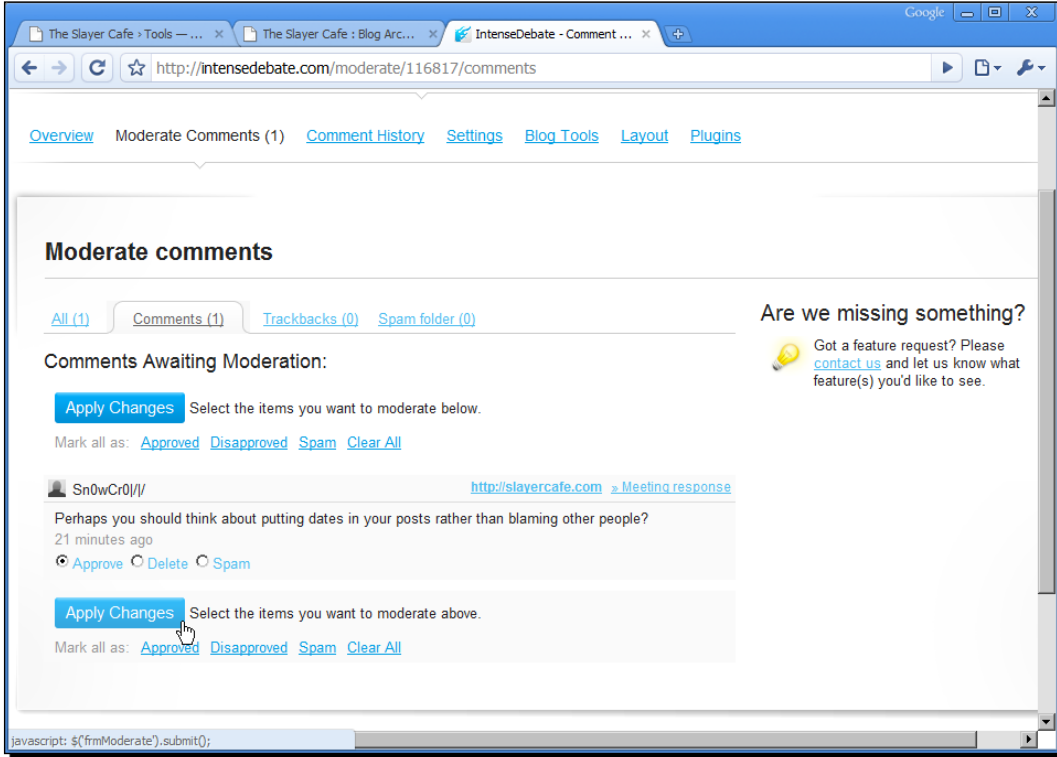 Google
The Slayer Cafe › Tools — ...
The Slayer Cafe : Blog Arc...
IntenseDebate - Comment ...
http://intensedebate.com/moderate/116817/comments
Overview Moderate Comments (1) Comment History Settings Blog Tools Layout Plugins
Moderate comments
All (1) Comments (1) Trackbacks (0) Spam folder (0)
Comments Awaiting Moderation:
Apply Changes Select the items you want to moderate below.
Mark all as: Approved Disapproved Spam Clear All
Sn0wCr0|/|/ http://slayercafe.com » Meeting response
Perhaps you should think about putting dates in your posts rather than blaming other people?
21 minutes ago
Approve Delete Spam
Apply Changes Select the items you want to moderate above.
Mark all as: Approved Disapproved Spam Clear All
Are we missing something?
Got a feature request? Please
contact us and let us know what
feature(s) you'd like to see.
javascript: $('frmModerate').submit();